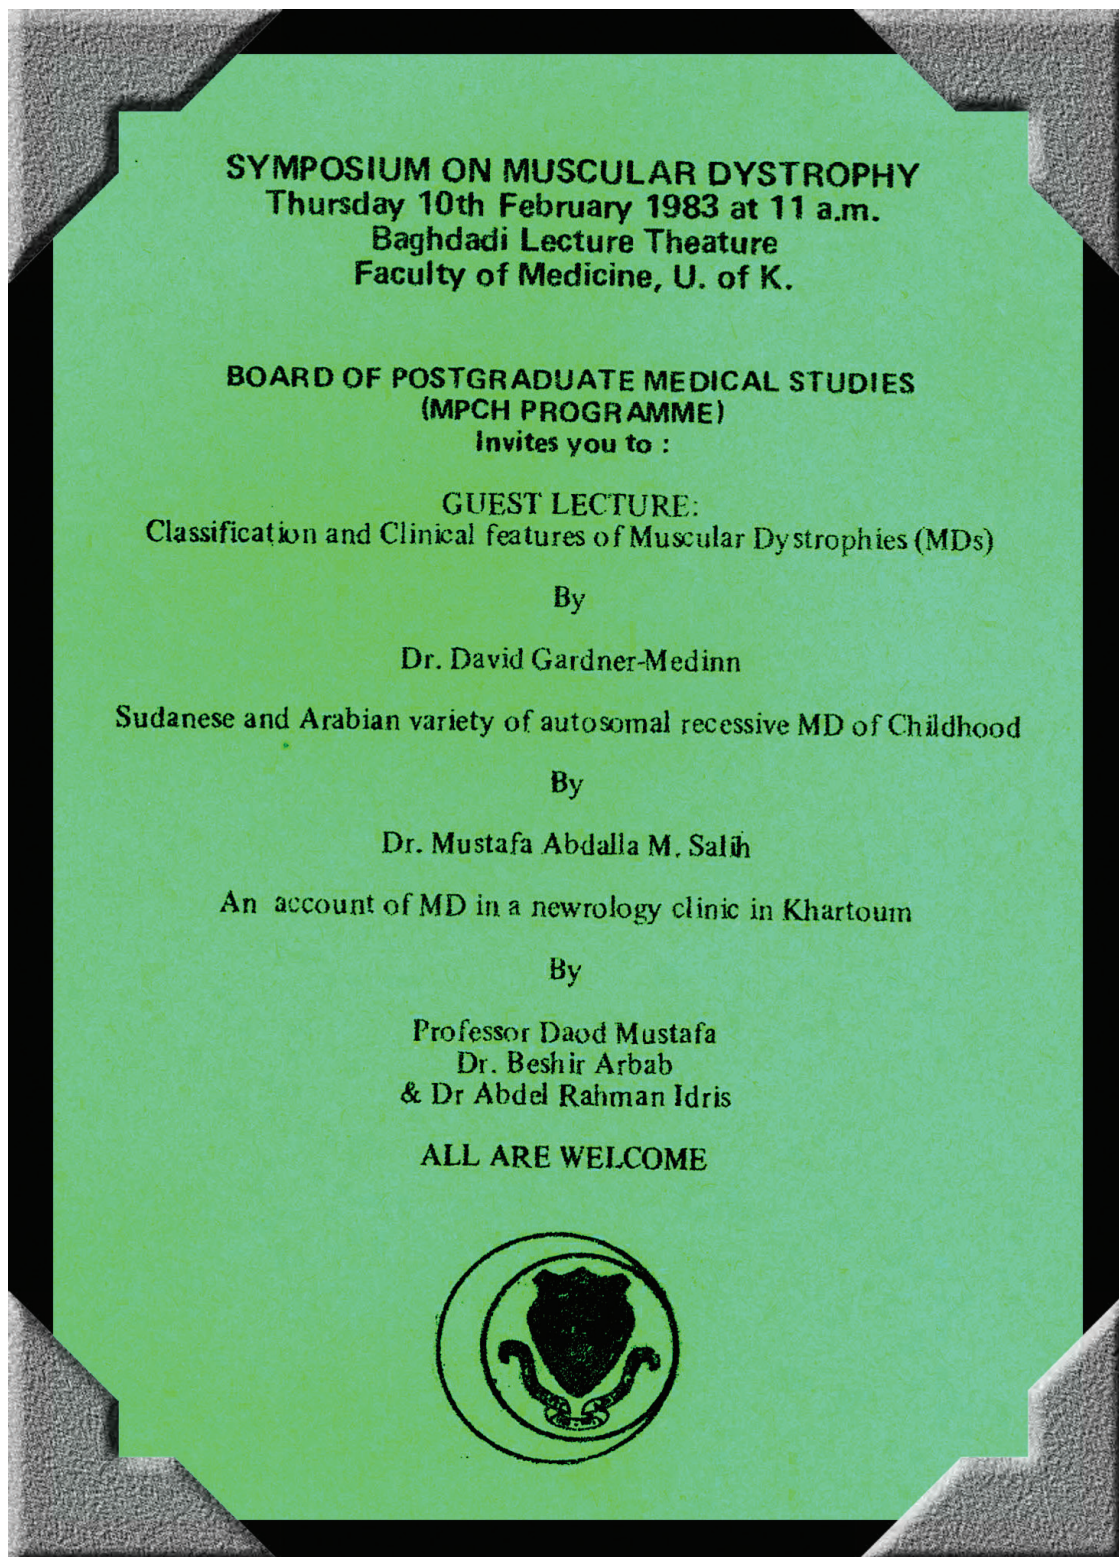 SYMPOSIUM ON MUSCULAR DYSTROPHY
Thursday 10th February 1983 at 11 a.m.
Baghdadi Lecture Theature
Faculty of Medicine, U. of K.
BOARD OF POSTGRADUATE MEDICAL STUDIES
(MPCH PROGRAMME)
Invites you to :
GUEST LECTURE:
Classification and Clinical features of Muscular Dystrophies (MDs)
By
Dr. David Gardner-Medinn
Sudanese and Arabian variety of autosomal recessive MD of Childhood
By
Dr. Mustafa Abdalla M. Salih
An account of MD in a newrology clinic in Khartoum
By
Professor Daod Mustafa
Dr. Beshir Arbab
& Dr Abdel Rahman Idris
ALL ARE WELCOME